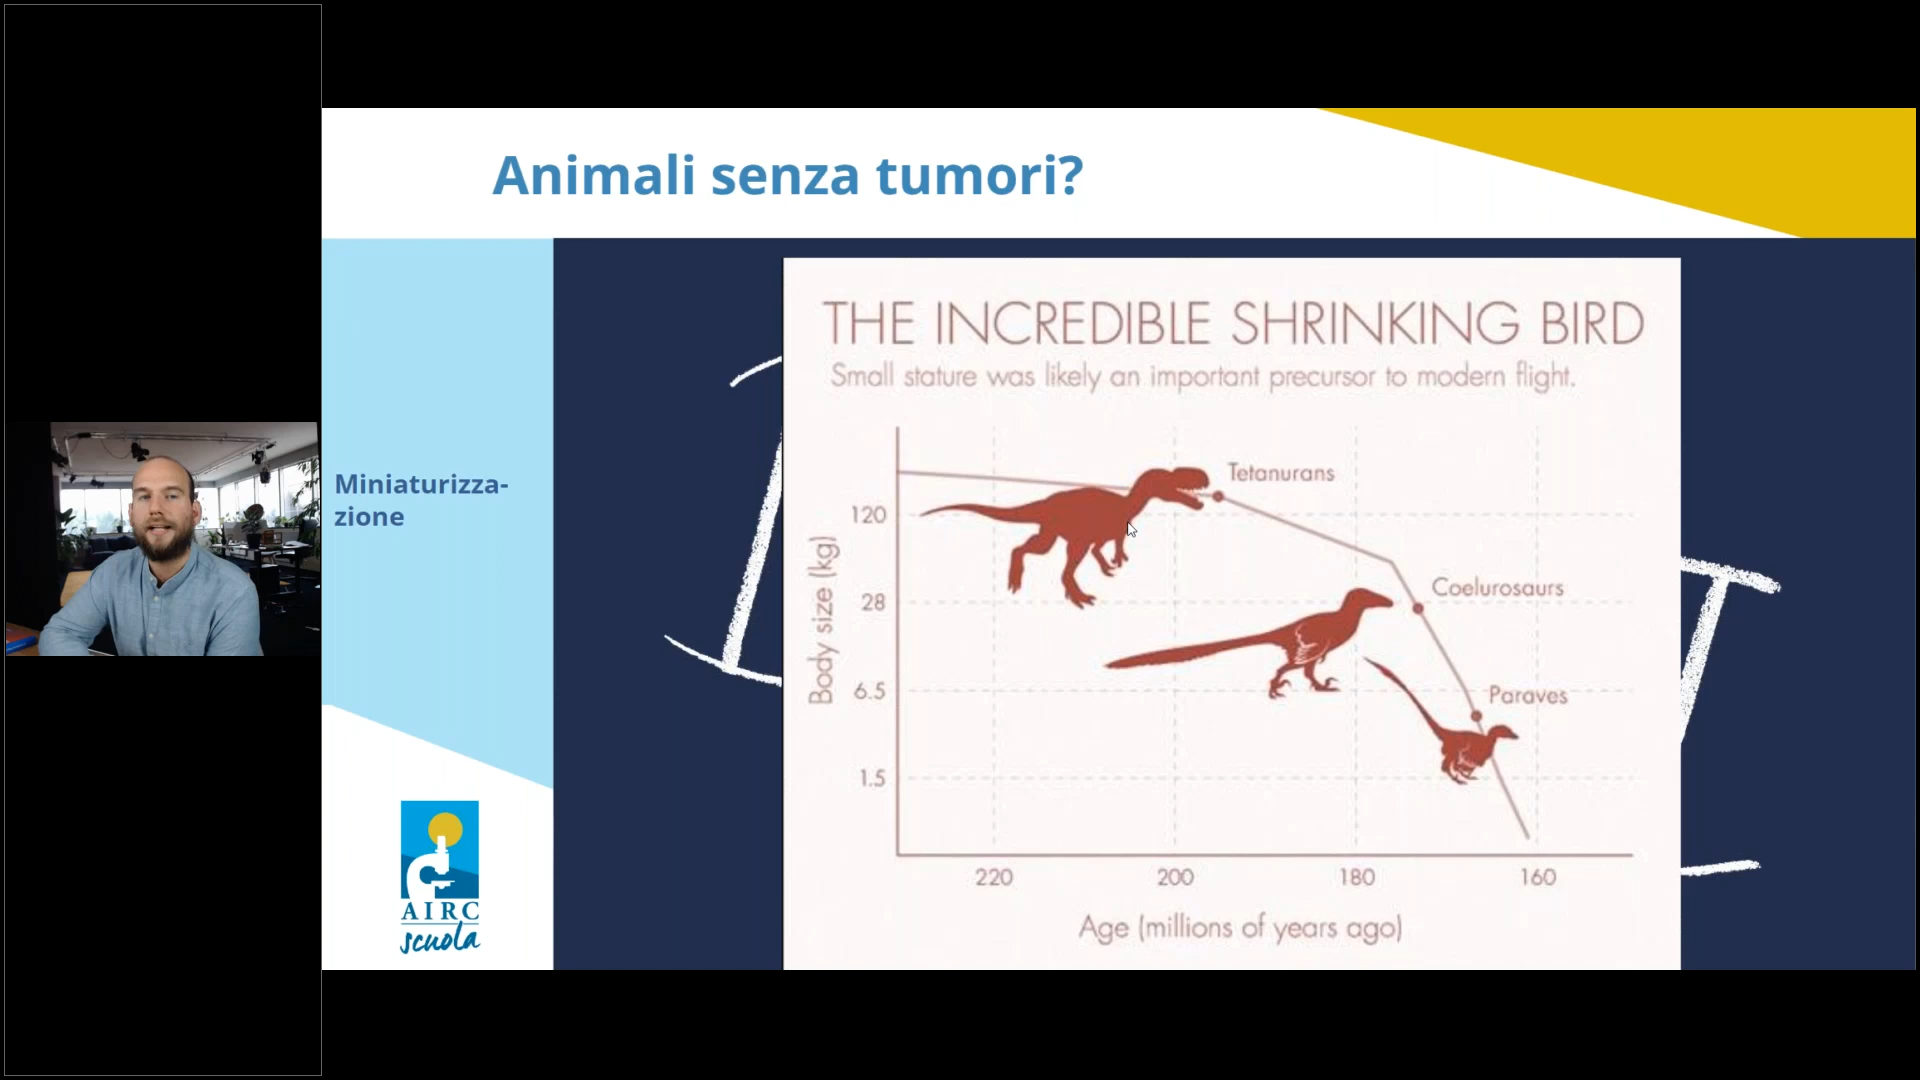 Animali senza tumori?
Miniaturizza-
zione
THE INCREDIBLE SHRINKING BIRD
Small stature was likely an important precursor to modern flight.
Tetanurans
Coelurosaurs
Paraves
Body size (kg)
120
28
6.5
1.5
220 200 180 160
Age (millions of years ago)
AIRC
scuola